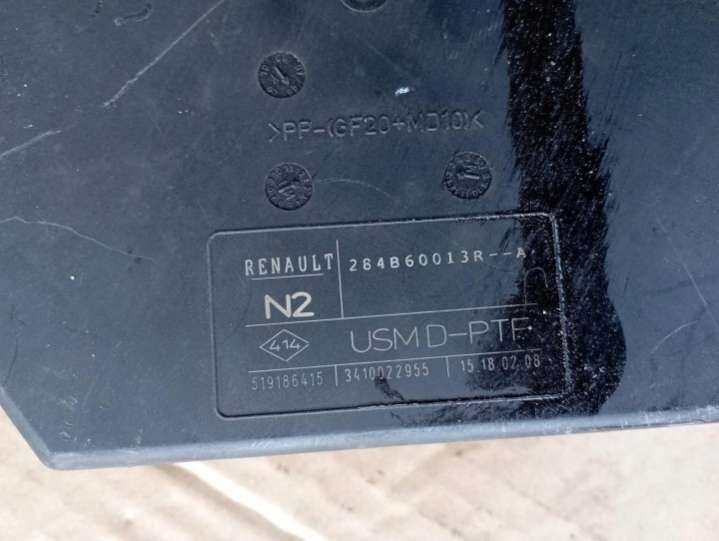 >PP-(GF20+MD10)<
RENAULT 284B60013R--A
N2
414 USM D-PTF
519186415 3410022955 15 18 02 08